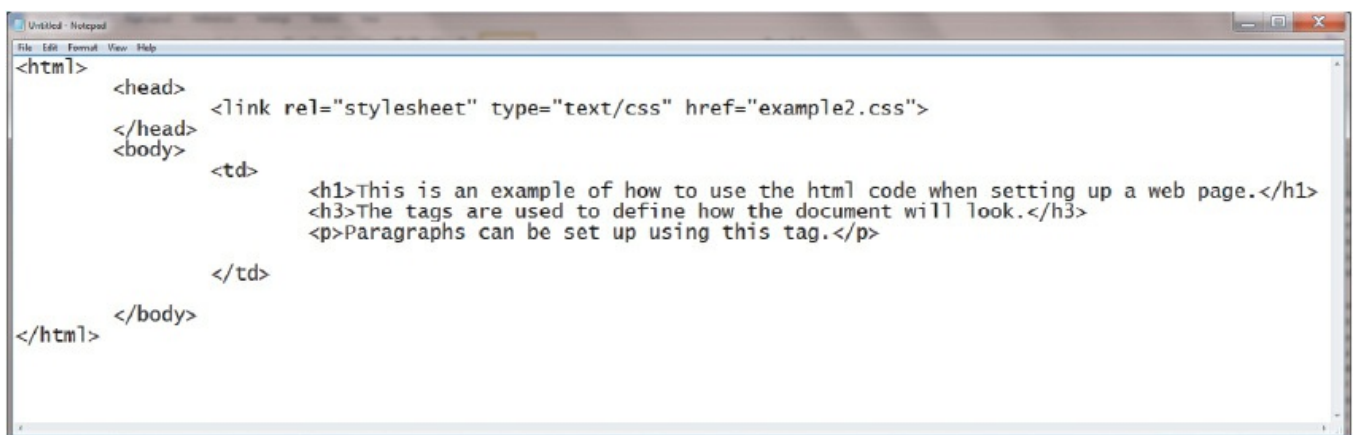 Untitled - Notepad
File Edit Format View Help
<html>
<head>
<link rel="stylesheet" type="text/css" href="example2.css">
</head>
<body>
<td>
<h1>This is an example of how to use the html code when setting up a web page.</h1>
<h3>The tags are used to define how the document will look.</h3>
<p>Paragraphs can be set up using this tag.</p>
</td>
</body>
</html>